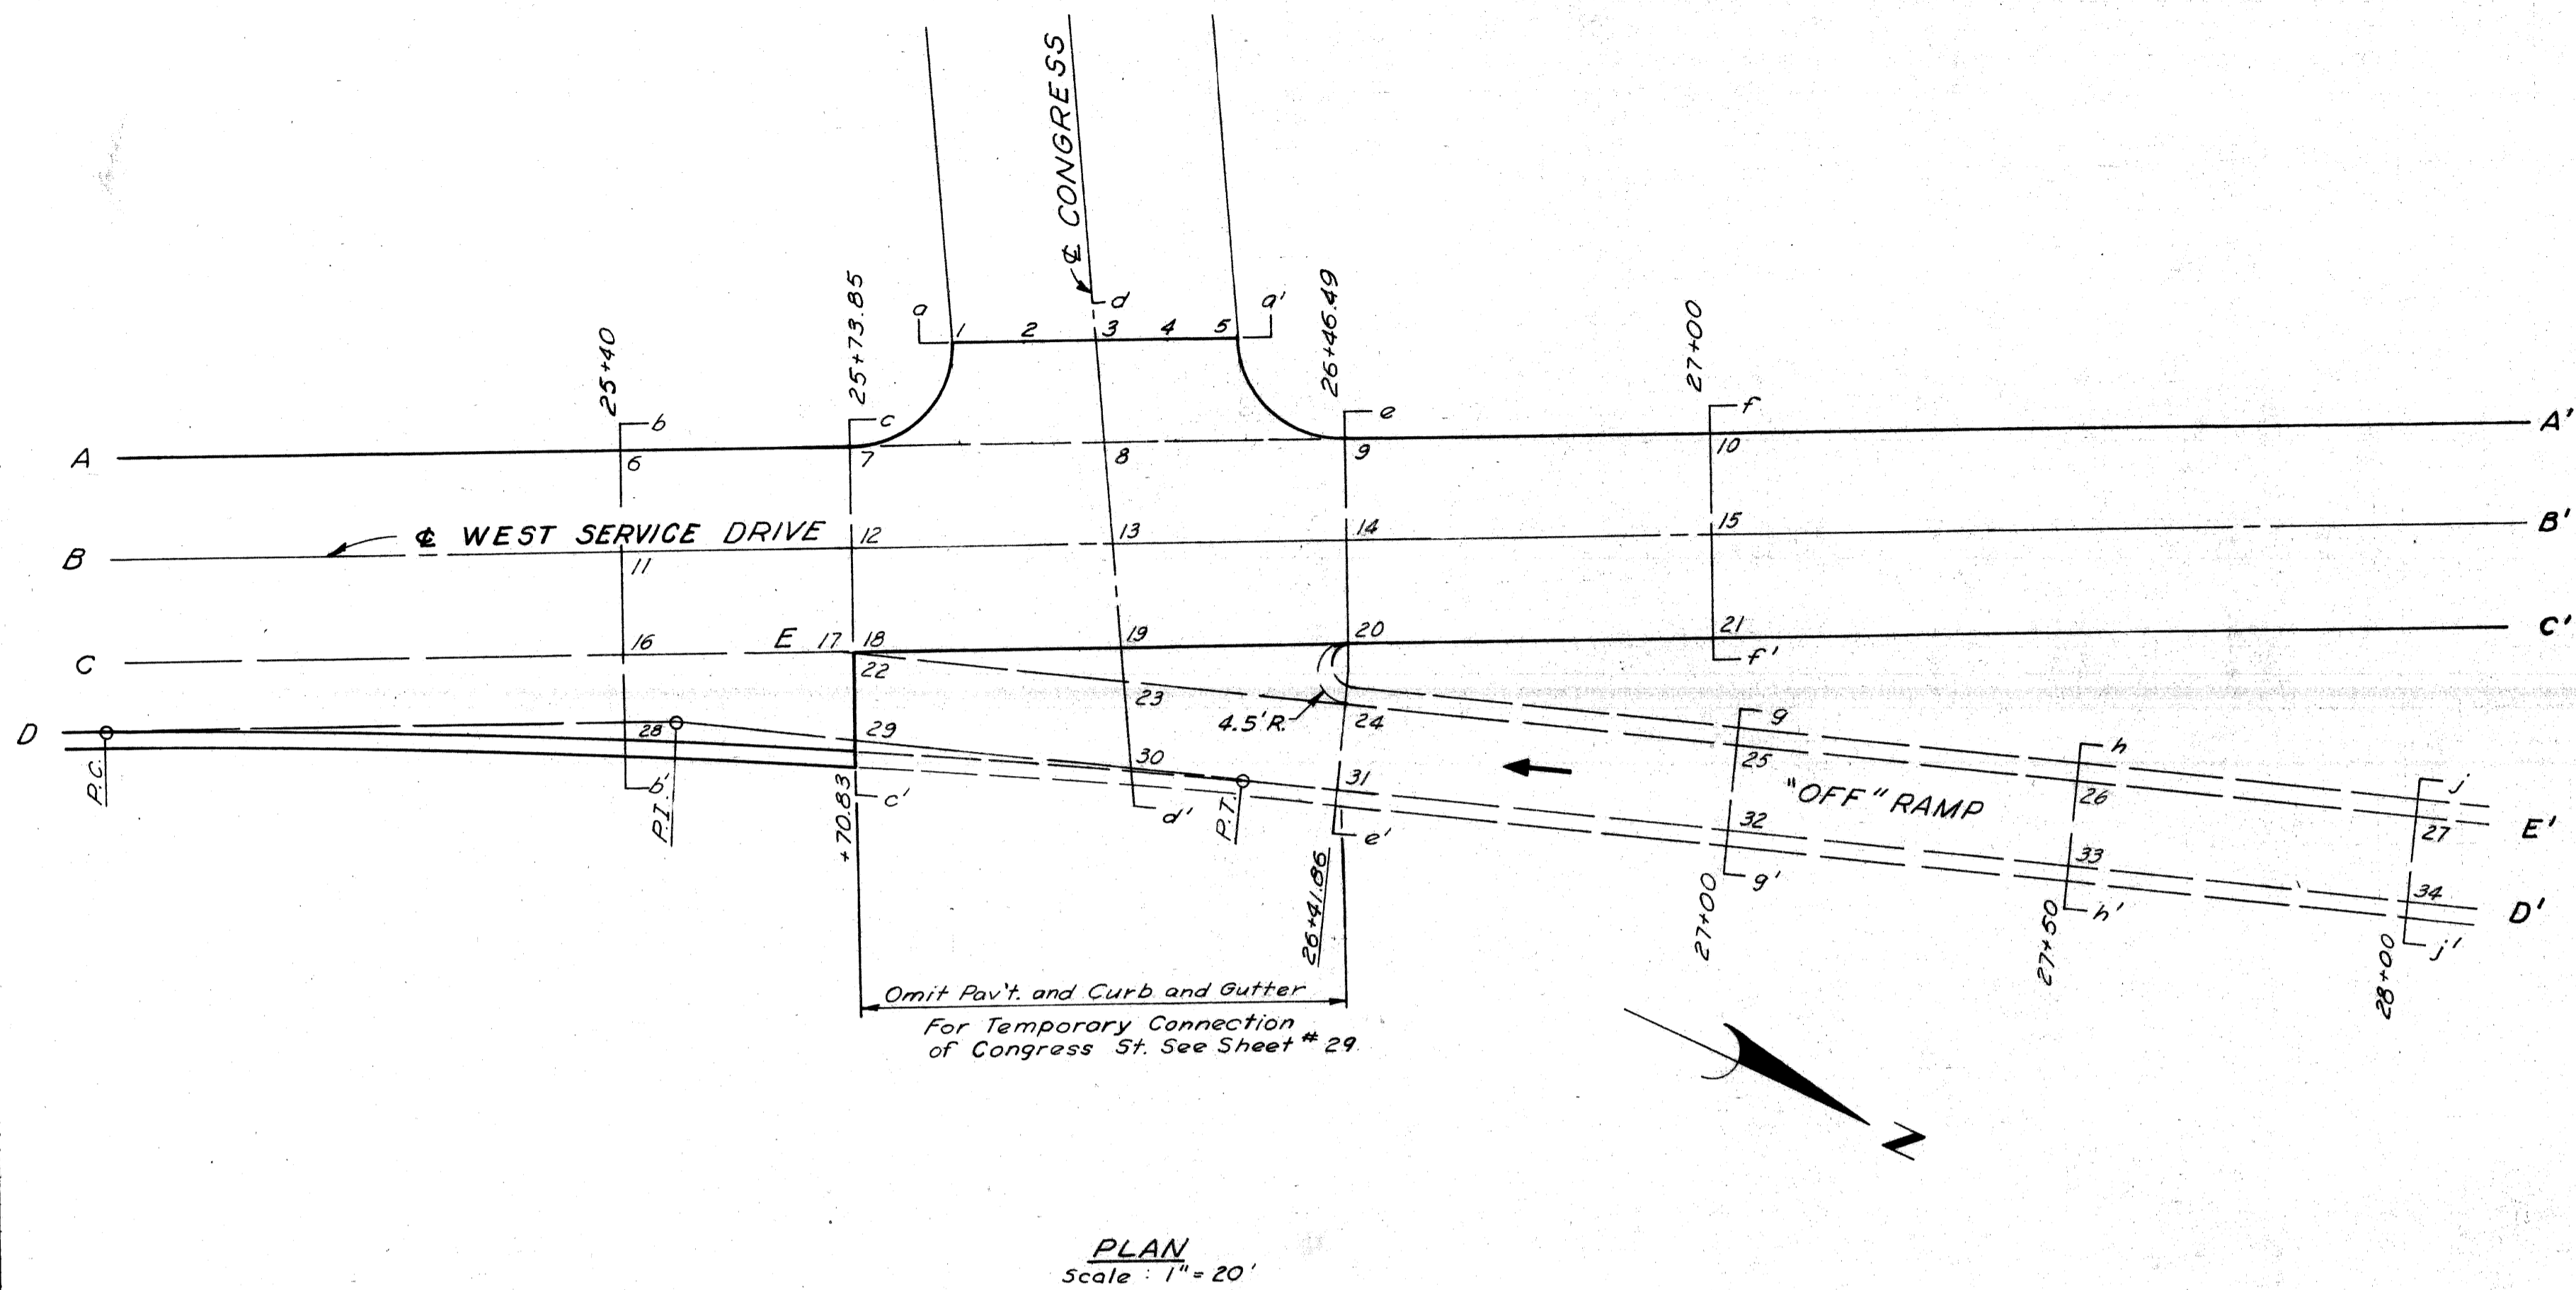 ℄ CONGRESS
d
a
a'
1 2 3 4 5
25+40
25+73.85
26+46.49
27+00
b
c
e
f
A
6
7
8
9
10
A'
℄ WEST SERVICE DRIVE
B
11
12
13
14
15
B'
C
16
E 17
18
19
20
21
C'
f'
22
23
24
4.5'R.
D
P.C.
28
P.I.
29
30
P.T.
31
b'
c'
d'
e'
+70.83
26+41.86
g
25
"OFF" RAMP
h
26
j
27
E'
32
g'
27+00
33
h'
27+50
34
j'
28+00
D'
Omit Pav't. and Curb and Gutter
For Temporary Connection
of Congress St. See Sheet # 29.
N
PLAN
Scale : 1" = 20'